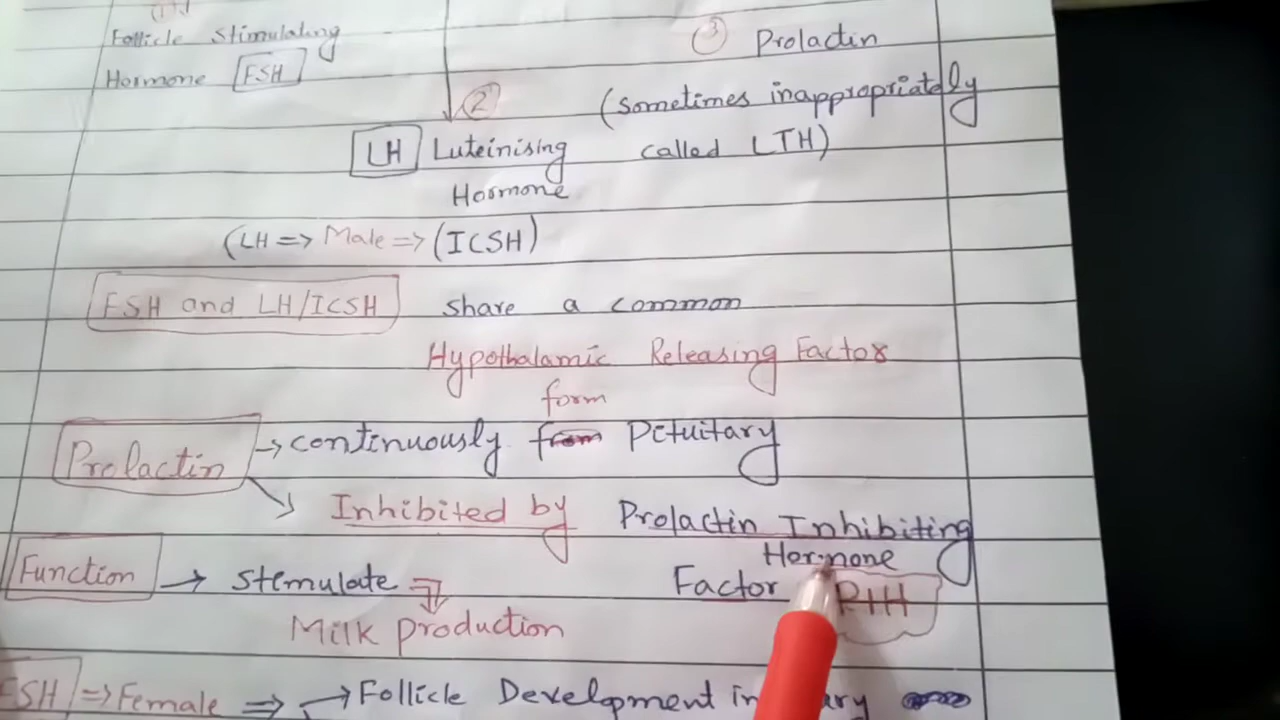 (1)
Follicle Stimulating
Hormone FSH
(3) Prolactin
(sometimes inappropriately
called LTH)
(2)
LH Luteinising
Hormone
(LH => Male => (ICSH)
FSH and LH/ICSH share a common
Hypothalamic Releasing Factor
form
Prolactin → continuously from Pituitary
Inhibited by Prolactin Inhibiting
Hormone
Factor PIH
Function → Stimulate
Milk production
FSH => Female => → Follicle Development in